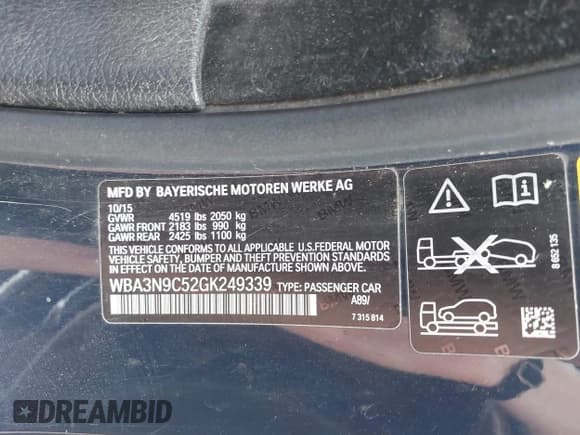 MFD BY BAYERISCHE MOTOREN WERKE AG
10/15
GVWR 4519 lbs 2050 kg
GAWR FRONT 2183 lbs 990 kg
GAWR REAR 2425 lbs 1100 kg
THIS VEHICLE CONFORMS TO ALL APPLICABLE U.S.FEDERAL MOTOR
VEHICLE SAFETY, BUMPER, AND THEFT PREVENTION STANDARDS
IN EFFECT ON THE DATE OF MANUFACTURE SHOWN ABOVE.
WBA3N9C52GK249339 TYPE: PASSENGER CAR
A89/
7 315 814
8 652 135
DREAMBID